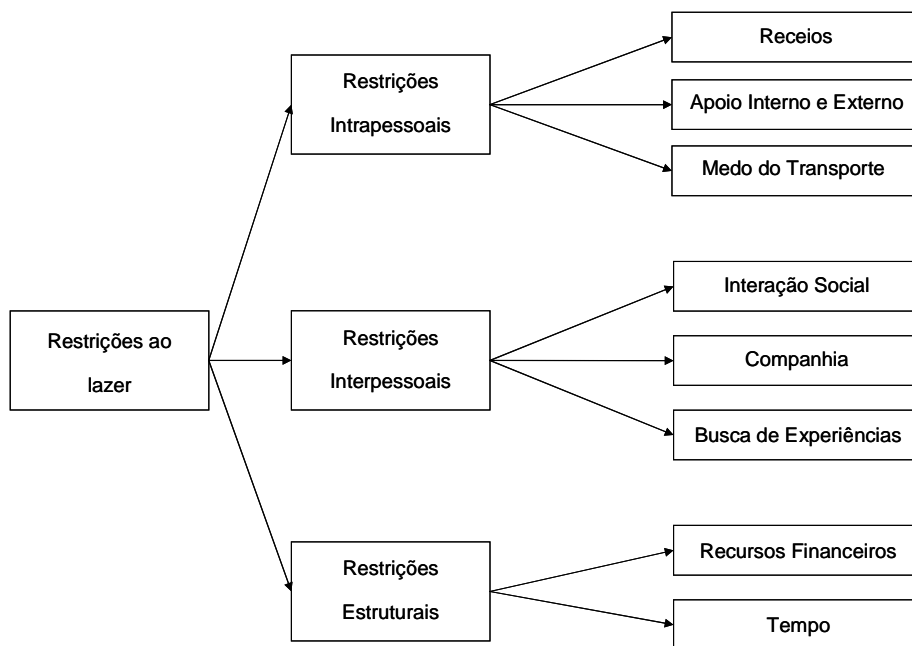 Restrições ao
lazer
Restrições
Intrapessoais
Receios
Apoio Interno e Externo
Medo do Transporte
Restrições
Interpessoais
Interação Social
Companhia
Busca de Experiências
Restrições
Estruturais
Recursos Financeiros
Tempo